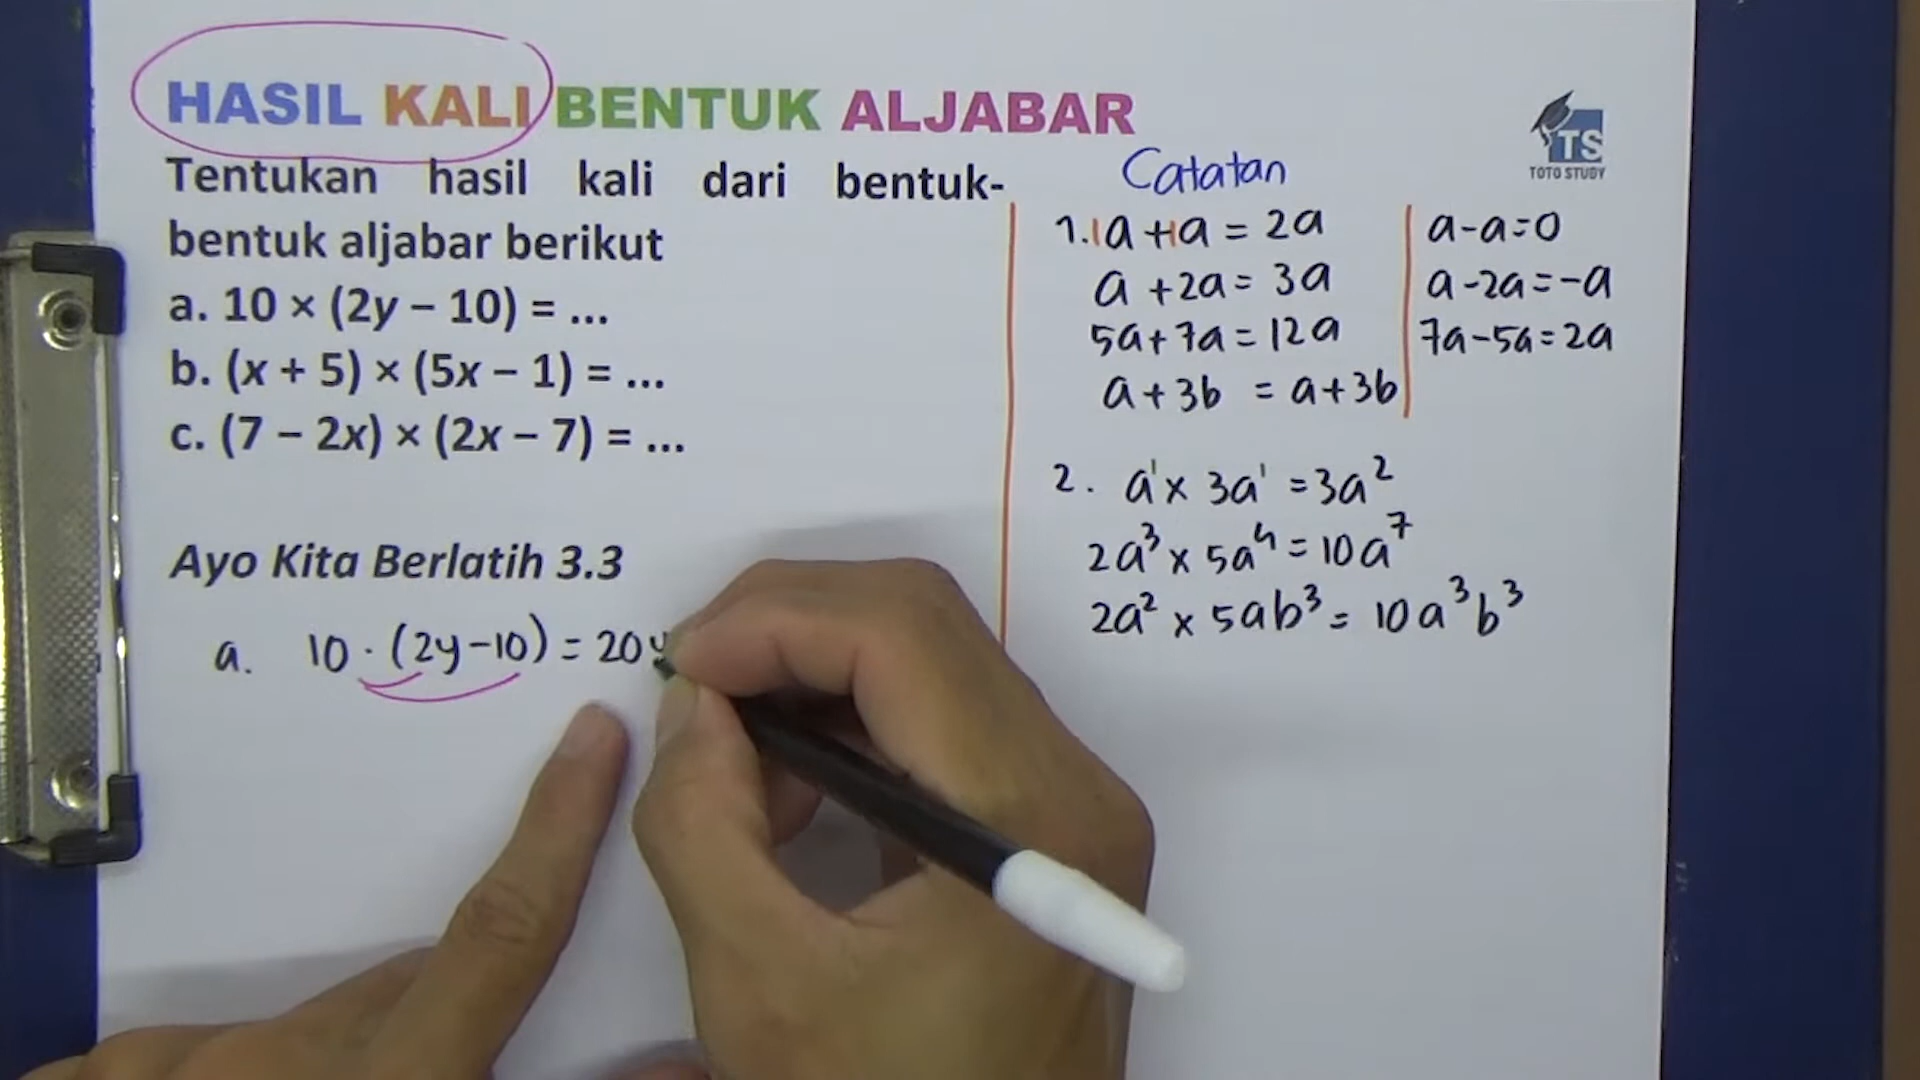 HASIL KALI BENTUK ALJABAR
TS
TOTO STUDY
Tentukan hasil kali dari bentuk-
bentuk aljabar berikut
a. 10 × (2y – 10) = ...
b. (x + 5) × (5x – 1) = ...
c. (7 – 2x) × (2x – 7) = ...
Ayo Kita Berlatih 3.3
a. 10 · (2y-10) = 20y
Catatan
1. 1a + 1a = 2a
a + 2a = 3a
5a + 7a = 12a
a + 3b = a + 3b
a - a = 0
a - 2a = -a
7a - 5a = 2a
2. a¹ x 3a¹ = 3a²
2a³ x 5a⁴ = 10a⁷
2a² x 5ab³ = 10a³b³